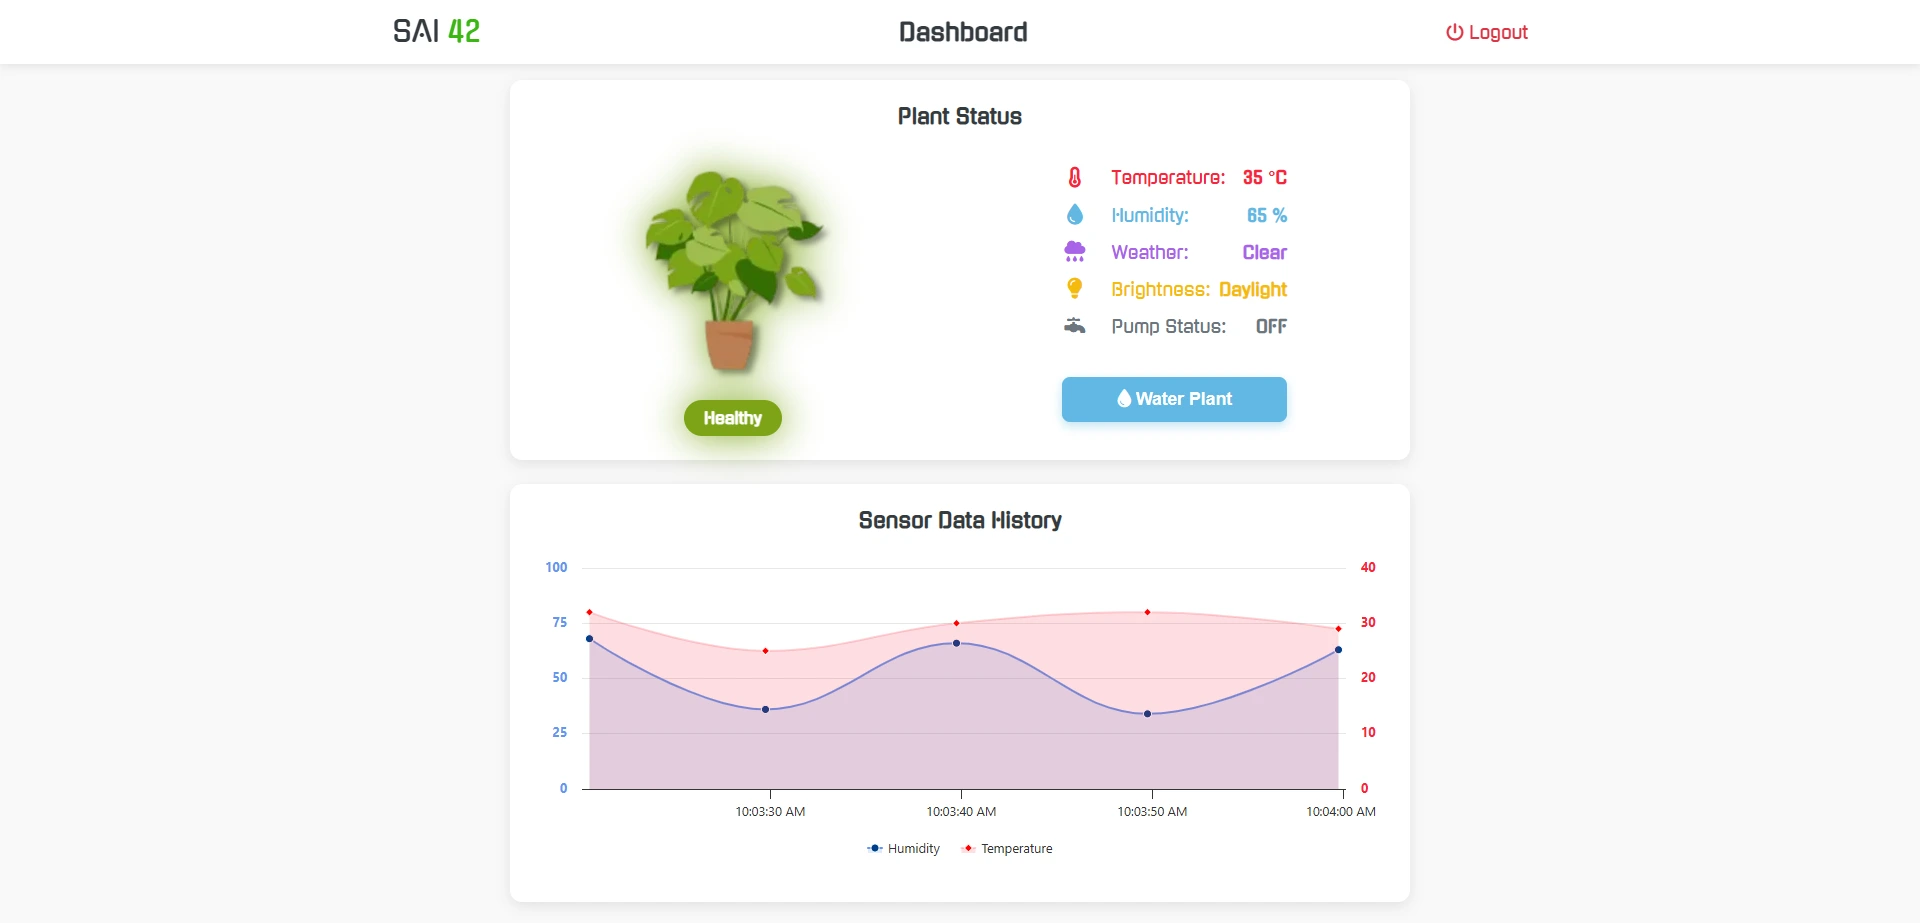 SAI 42
Dashboard
Logout
Plant Status
Temperature: 35 °C
Humidity: 65 %
Weather: Clear
Brightness: Daylight
Pump Status: OFF
Water Plant
Healthy
Sensor Data History
100 40
75 30
50 20
25 10
0 0
10:03:30 AM 10:03:40 AM 10:03:50 AM 10:04:00 AM
Humidity Temperature